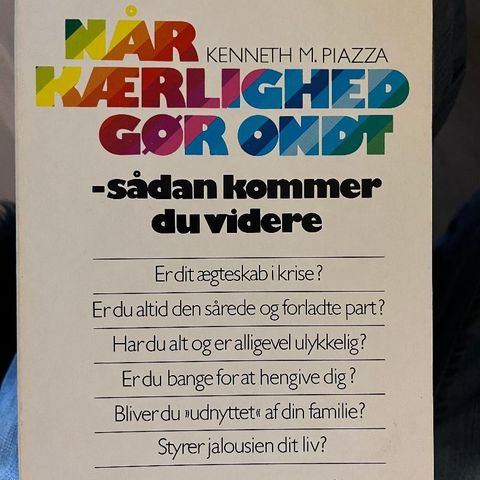 NÅR
KENNETH M. PIAZZA
KÆRLIGHED
GØR ONDT
-sådan kommer
du videre
Er dit ægteskab i krise?
Er du altid den sårede og forladte part?
Har du alt og er alligevel ulykkelig?
Er du bange for at hengive dig?
Bliver du »udnyttet« af din familie?
Styrer jalousien dit liv?